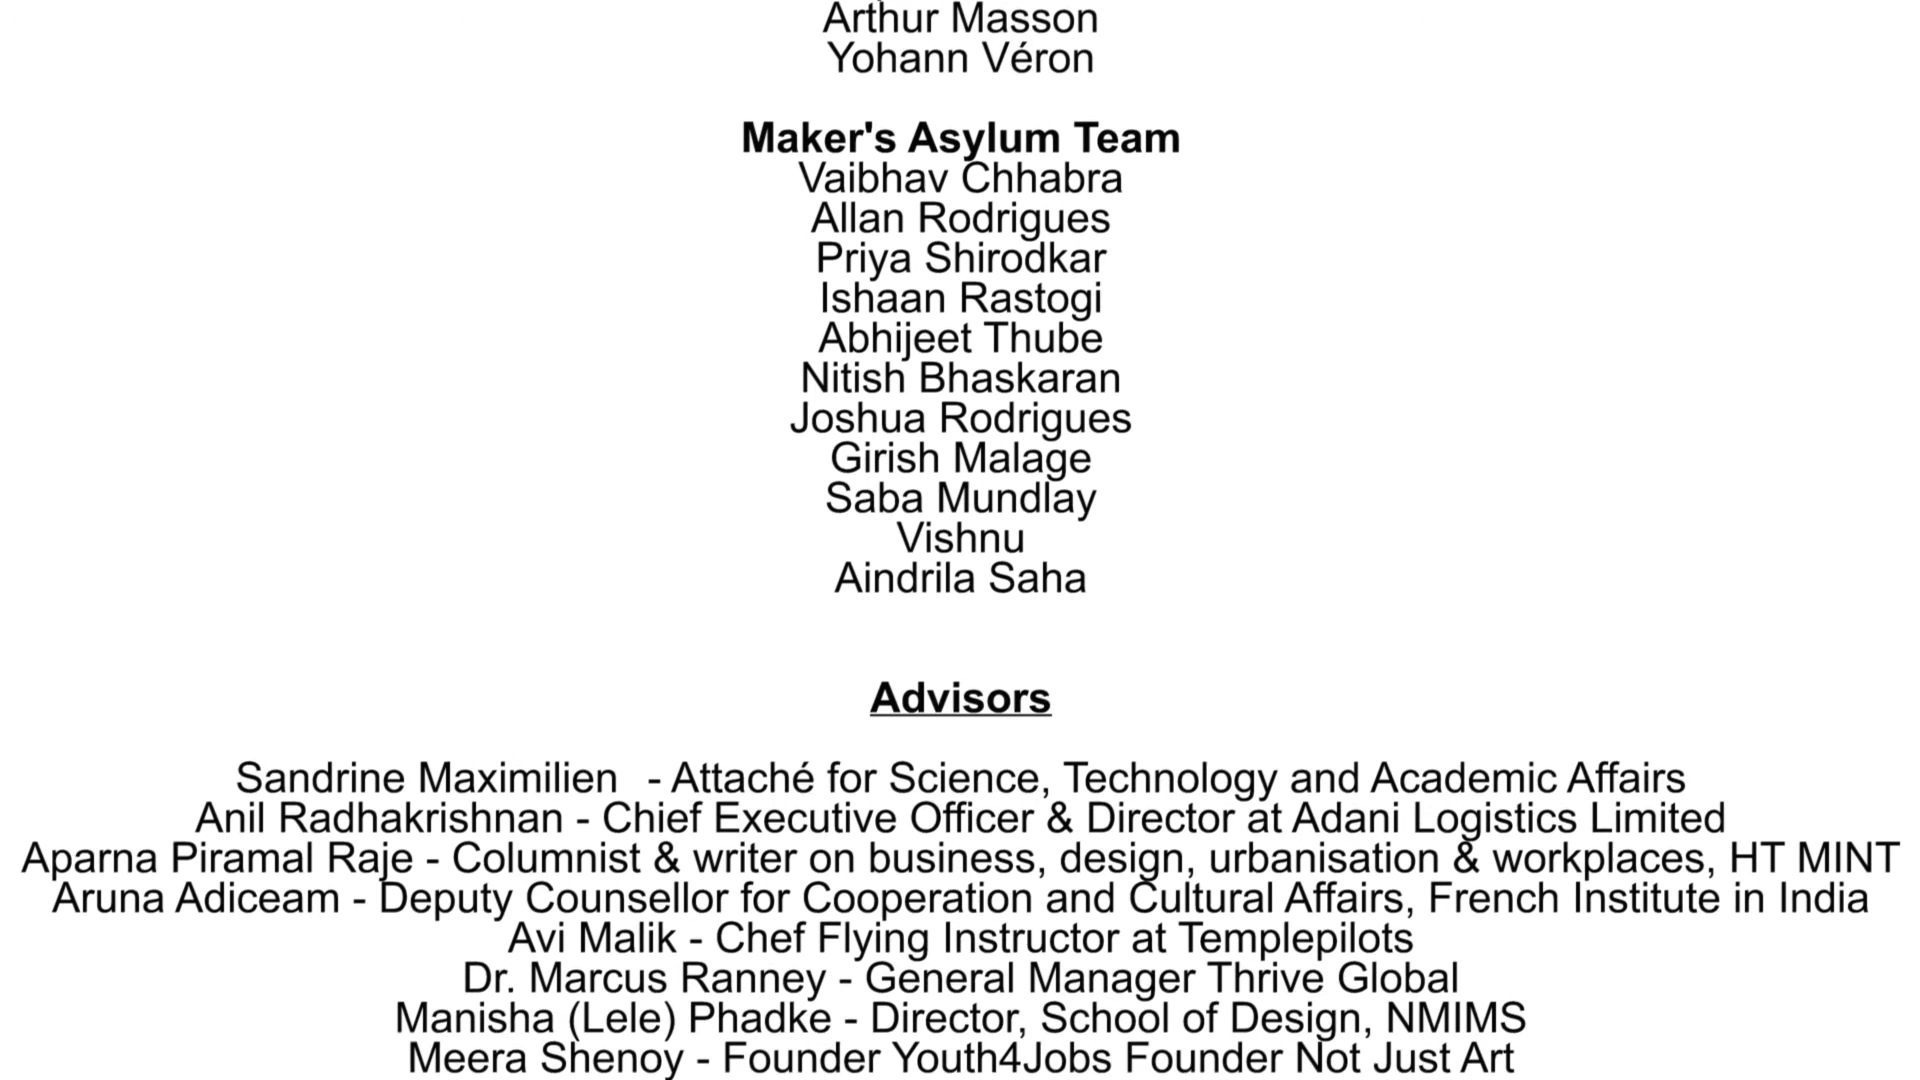 Arthur Masson
Yohann Véron
Maker's Asylum Team
Vaibhav Chhabra
Allan Rodrigues
Priya Shirodkar
Ishaan Rastogi
Abhijeet Thube
Nitish Bhaskaran
Joshua Rodrigues
Girish Malage
Saba Mundlay
Vishnu
Aindrila Saha
Advisors
Sandrine Maximilien - Attaché for Science, Technology and Academic Affairs
Anil Radhakrishnan - Chief Executive Officer & Director at Adani Logistics Limited
Aparna Piramal Raje - Columnist & writer on business, design, urbanisation & workplaces, HT MINT
Aruna Adiceam - Deputy Counsellor for Cooperation and Cultural Affairs, French Institute in India
Avi Malik - Chef Flying Instructor at Templepilots
Dr. Marcus Ranney - General Manager Thrive Global
Manisha (Lele) Phadke - Director, School of Design, NMIMS
Meera Shenoy - Founder Youth4Jobs Founder Not Just Art